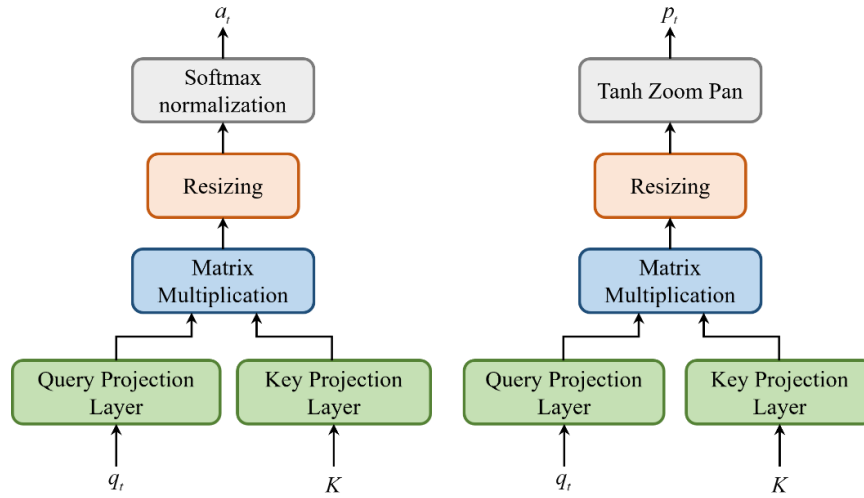 a_t
Softmax
normalization
Resizing
Matrix
Multiplication
Query Projection
Layer
Key Projection
Layer
q_t
K
p_t
Tanh Zoom Pan
Resizing
Matrix
Multiplication
Query Projection
Layer
Key Projection
Layer
q_t
K